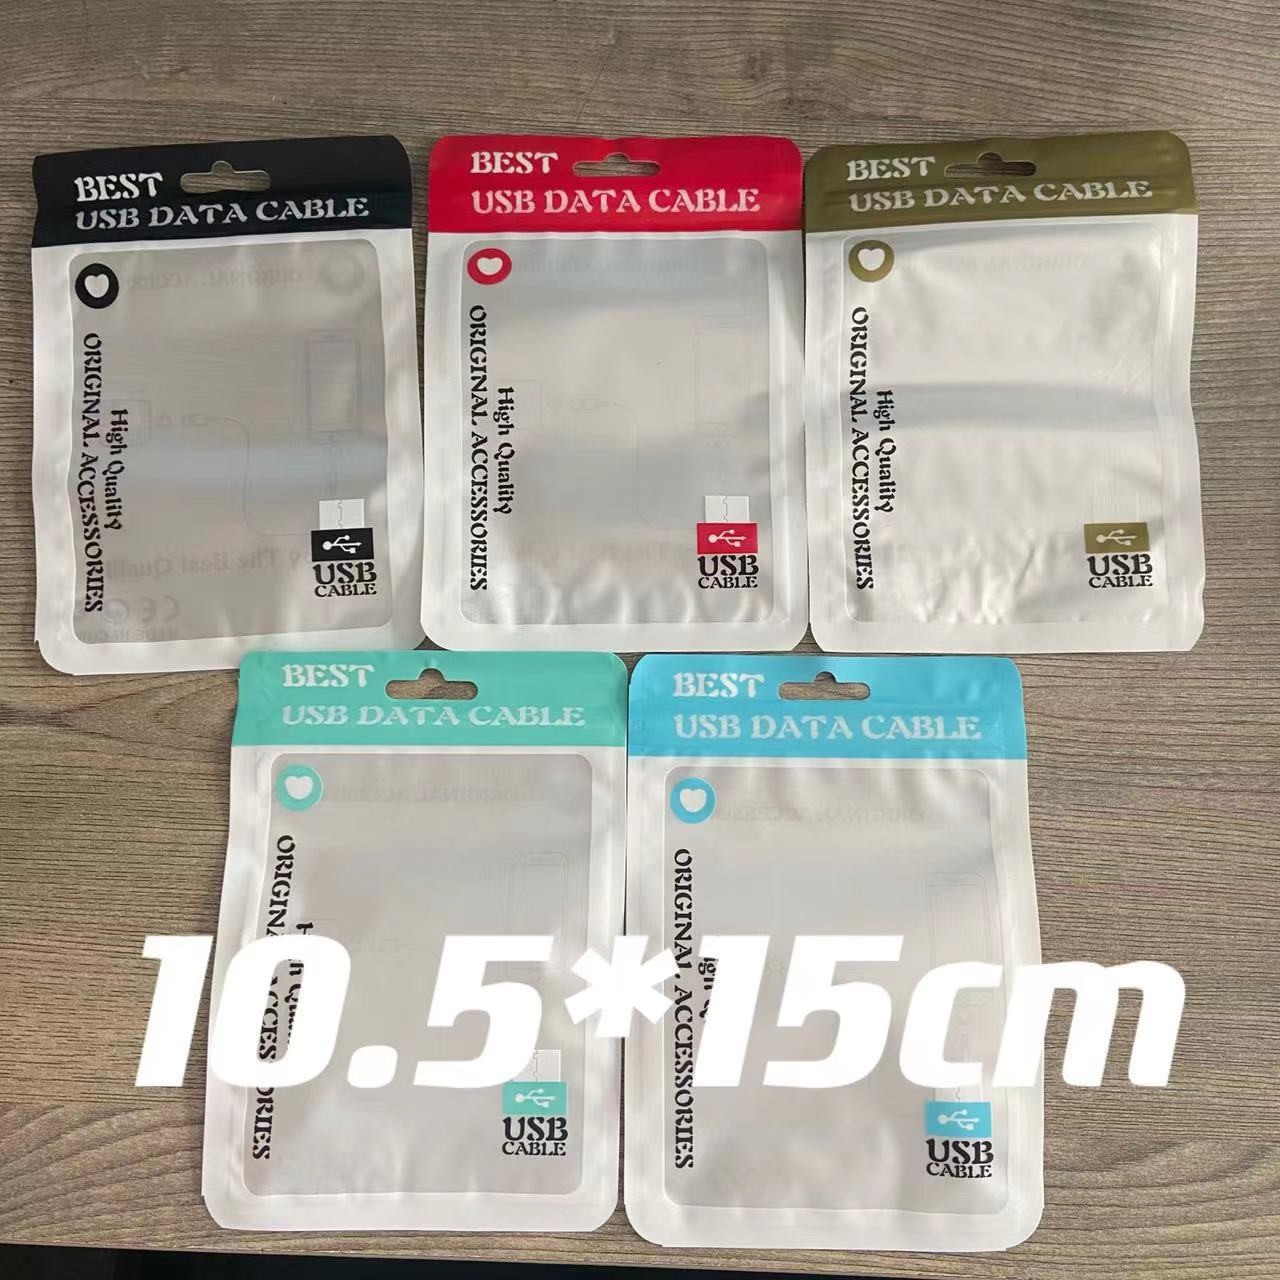 BEST
USB DATA CABLE
ORIGINAL ACCESSORIES
High Quality
USB
CABLE
BEST
USB DATA CABLE
ORIGINAL ACCESSORIES
High Quality
USB
CABLE
BEST
USB DATA CABLE
ORIGINAL ACCESSORIES
High Quality
USB
CABLE
BEST
USB DATA CABLE
ORIGINAL ACCESSORIES
High
USB
CABLE
BEST
USB DATA CABLE
ORIGINAL ACCESSORIES
USB
CABLE
10.5*15cm